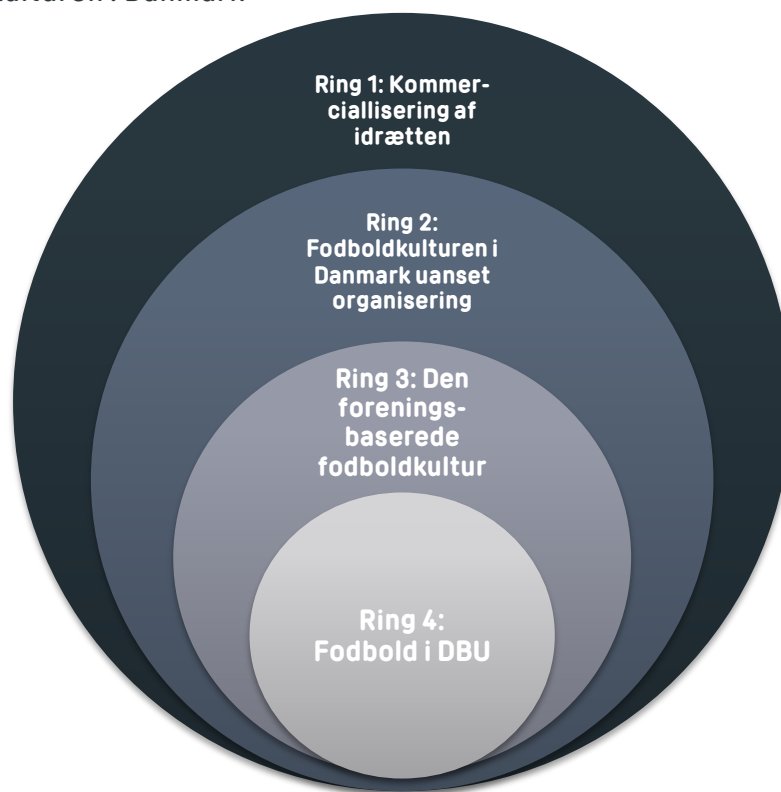 Ring 1: Kommer-
ciallisering af
idrætten
Ring 2:
Fodboldkulturen i
Danmark uanset
organisering
Ring 3: Den
forenings-
baserede
fodboldkultur
Ring 4:
Fodbold i DBU